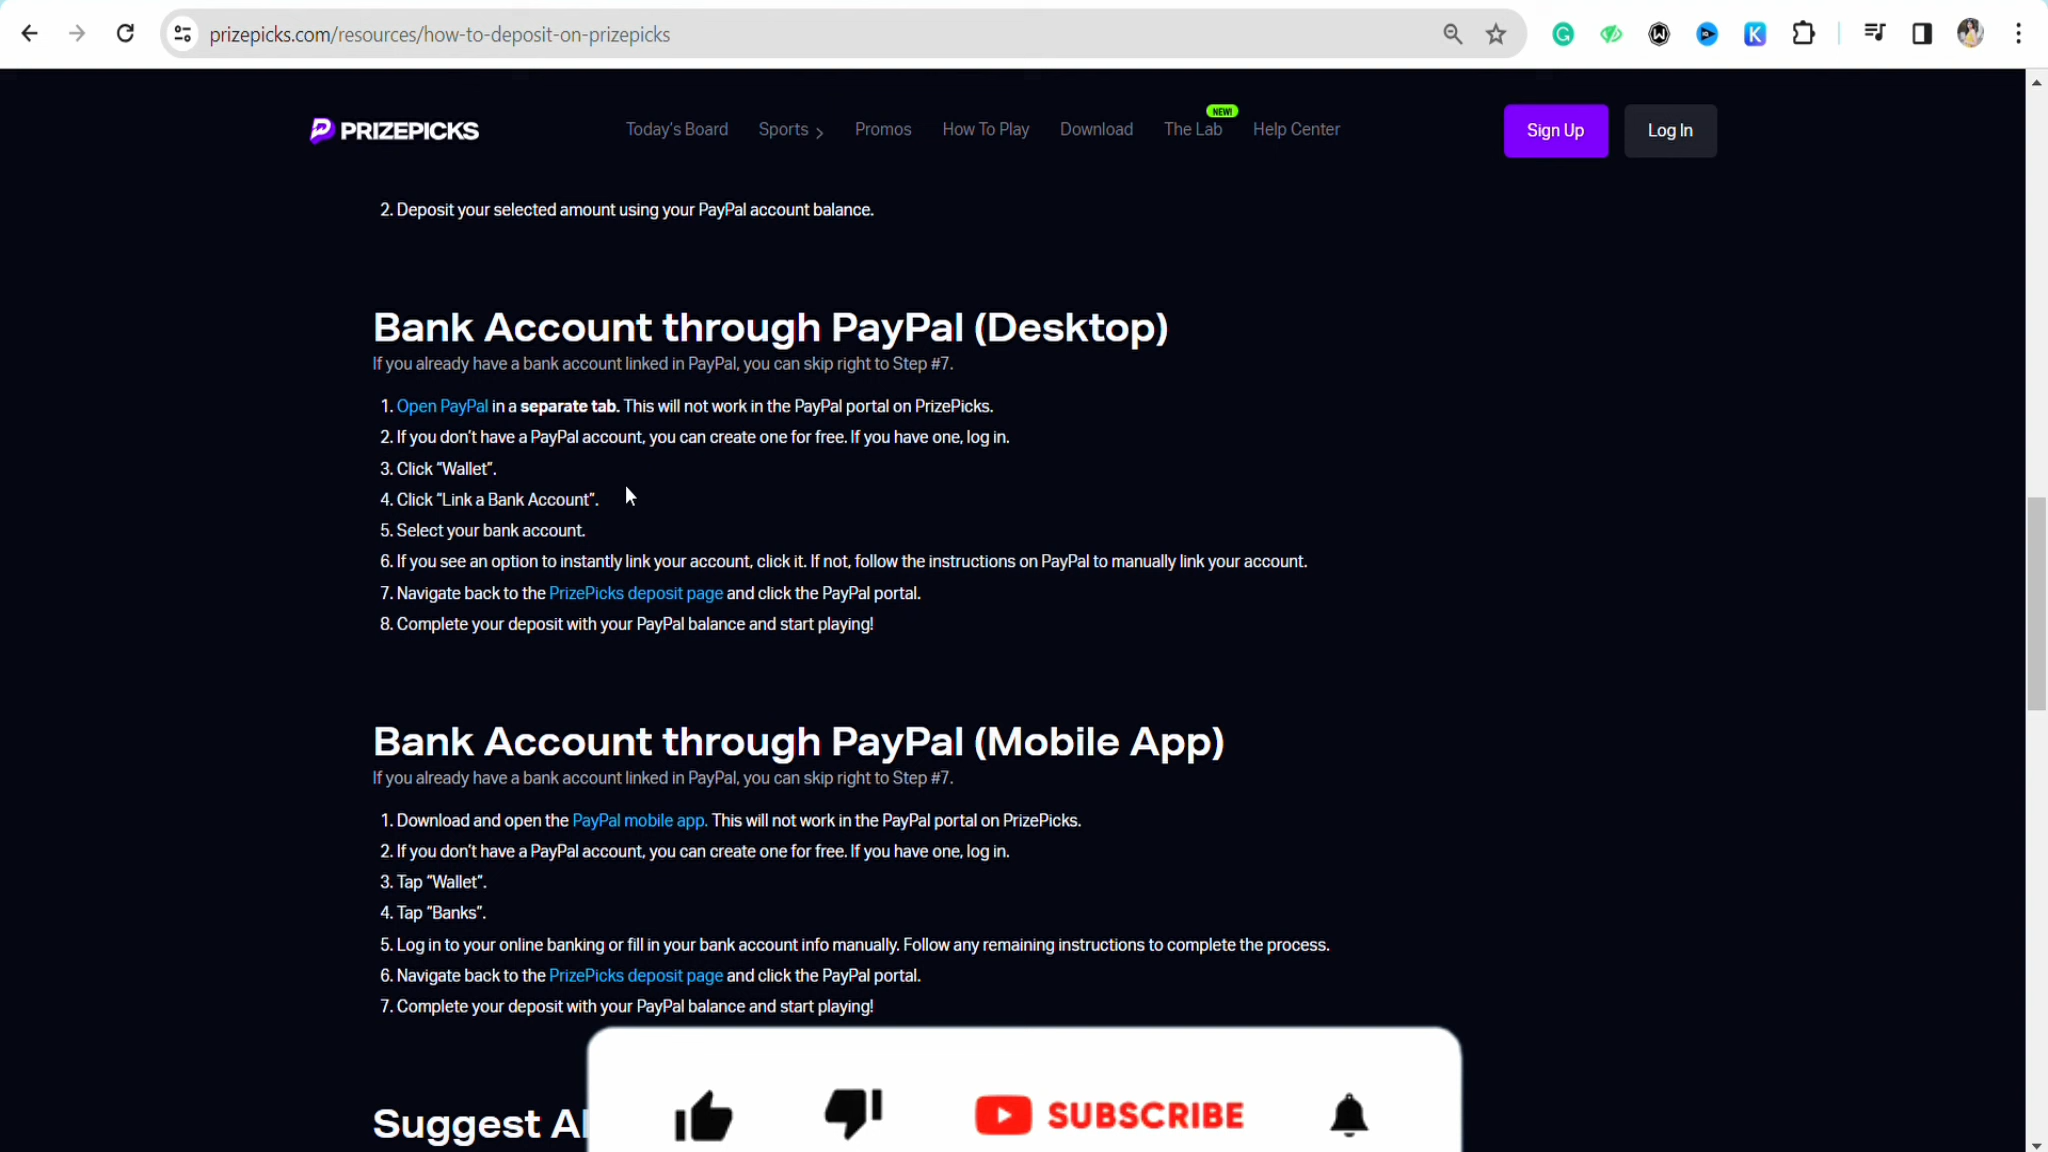 prizepicks.com/resources/how-to-deposit-on-prizepicks
PRIZEPICKS
Today's Board
Sports
Promos
How To Play
Download
NEW!
The Lab
Help Center
Sign Up
Log In
2. Deposit your selected amount using your PayPal account balance.
Bank Account through PayPal (Desktop)
If you already have a bank account linked in PayPal, you can skip right to Step #7.
1. Open PayPal in a separate tab. This will not work in the PayPal portal on PrizePicks.
2. If you don't have a PayPal account, you can create one for free. If you have one, log in.
3. Click “Wallet”.
4. Click “Link a Bank Account”.
5. Select your bank account.
6. If you see an option to instantly link your account, click it. If not, follow the instructions on PayPal to manually link your account.
7. Navigate back to the PrizePicks deposit page and click the PayPal portal.
8. Complete your deposit with your PayPal balance and start playing!
Bank Account through PayPal (Mobile App)
If you already have a bank account linked in PayPal, you can skip right to Step #7.
1. Download and open the PayPal mobile app. This will not work in the PayPal portal on PrizePicks.
2. If you don't have a PayPal account, you can create one for free. If you have one, log in.
3. Tap “Wallet”.
4. Tap “Banks”.
5. Log in to your online banking or fill in your bank account info manually. Follow any remaining instructions to complete the process.
6. Navigate back to the PrizePicks deposit page and click the PayPal portal.
7. Complete your deposit with your PayPal balance and start playing!
Suggest
SUBSCRIBE